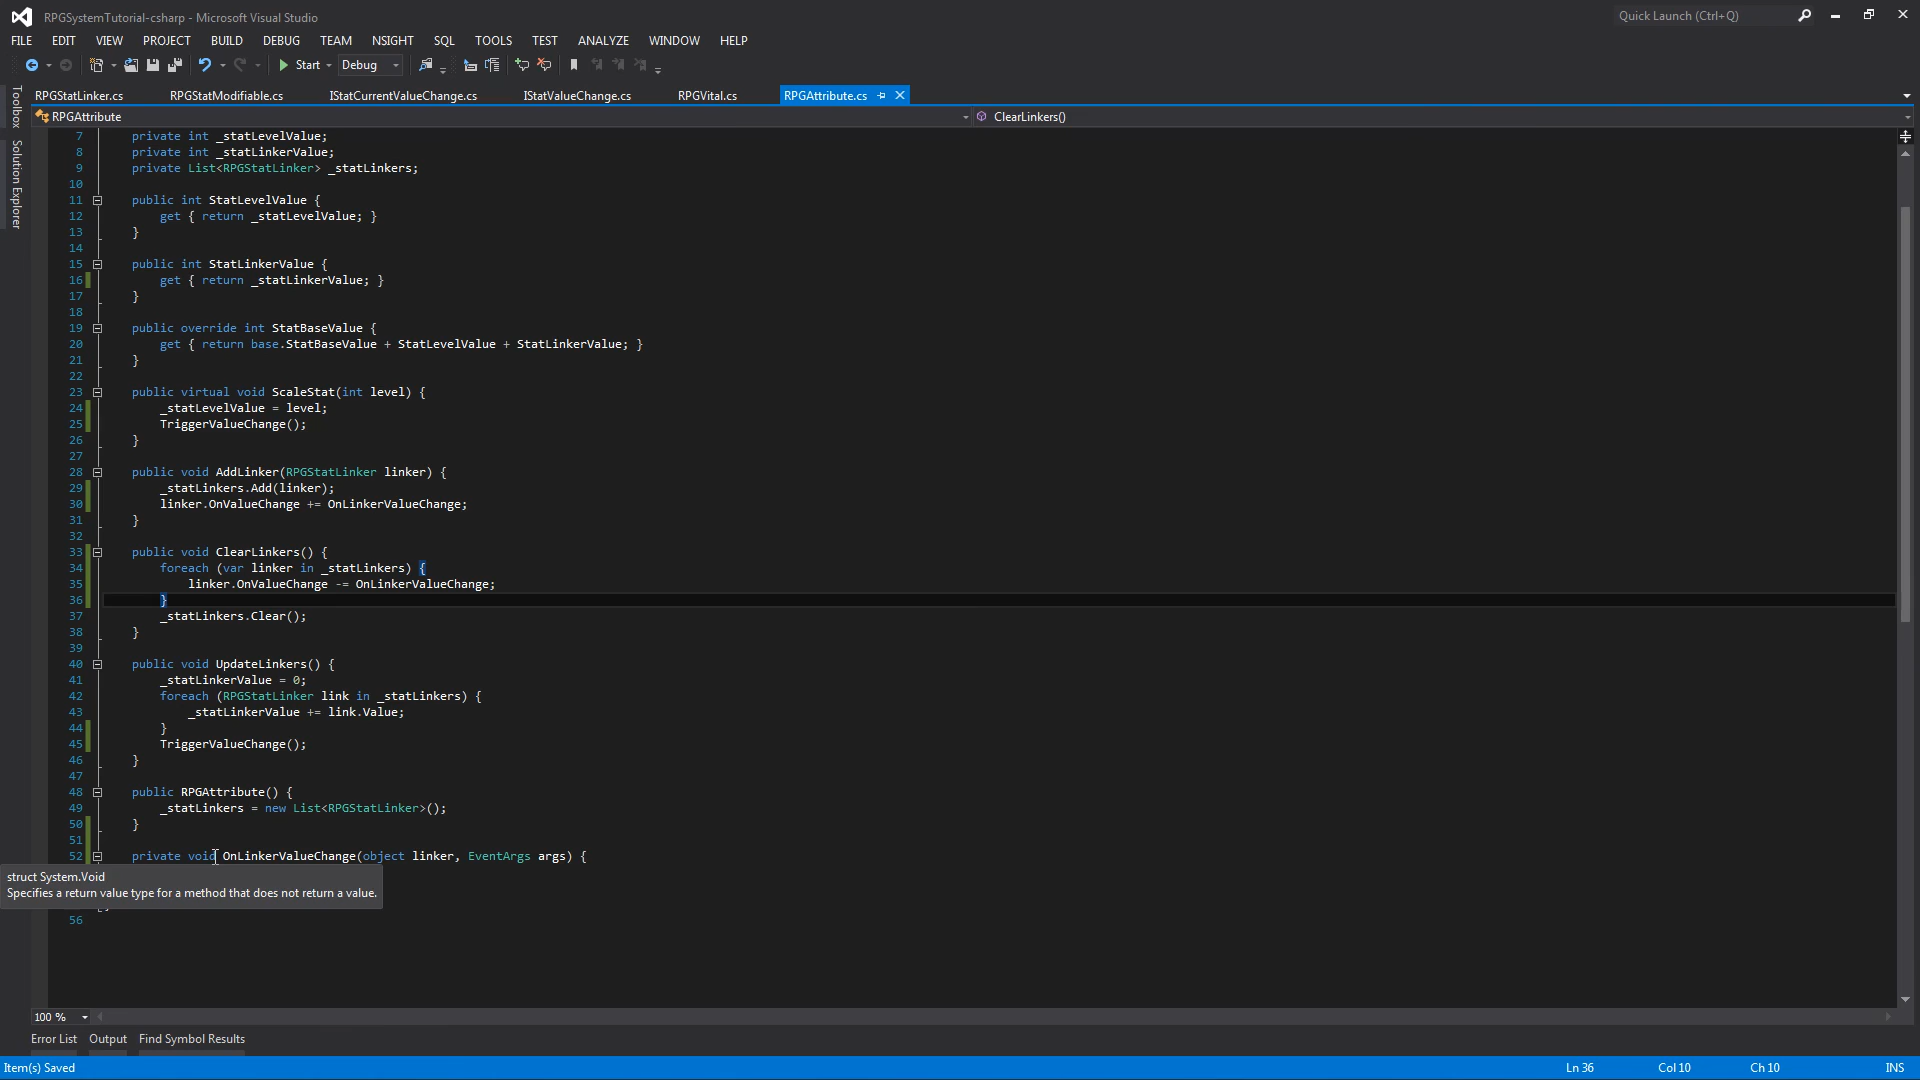 RPGSystemTutorial-csharp - Microsoft Visual Studio
Quick Launch (Ctrl+Q)
FILE EDIT VIEW PROJECT BUILD DEBUG TEAM NSIGHT SQL TOOLS TEST ANALYZE WINDOW HELP
Start Debug
Toolbox
Solution Explorer
RPGStatLinker.cs RPGStatModifiable.cs IStatCurrentValueChange.cs IStatValueChange.cs RPGVital.cs RPGAttribute.cs
RPGAttribute ClearLinkers()
7 private int _statLevelValue;
8 private int _statLinkerValue;
9 private List<RPGStatLinker> _statLinkers;
10
11 public int StatLevelValue {
12 get { return _statLevelValue; }
13 }
14
15 public int StatLinkerValue {
16 get { return _statLinkerValue; }
17 }
18
19 public override int StatBaseValue {
20 get { return base.StatBaseValue + StatLevelValue + StatLinkerValue; }
21 }
22
23 public virtual void ScaleStat(int level) {
24 _statLevelValue = level;
25 TriggerValueChange();
26 }
27
28 public void AddLinker(RPGStatLinker linker) {
29 _statLinkers.Add(linker);
30 linker.OnValueChange += OnLinkerValueChange;
31 }
32
33 public void ClearLinkers() {
34 foreach (var linker in _statLinkers) {
35 linker.OnValueChange -= OnLinkerValueChange;
36 }
37 _statLinkers.Clear();
38 }
39
40 public void UpdateLinkers() {
41 _statLinkerValue = 0;
42 foreach (RPGStatLinker link in _statLinkers) {
43 _statLinkerValue += link.Value;
44 }
45 TriggerValueChange();
46 }
47
48 public RPGAttribute() {
49 _statLinkers = new List<RPGStatLinker>();
50 }
51
52 private void OnLinkerValueChange(object linker, EventArgs args) {
struct System.Void
Specifies a return value type for a method that does not return a value.
56
100 %
Error List Output Find Symbol Results
Item(s) Saved Ln 36 Col 10 Ch 10 INS